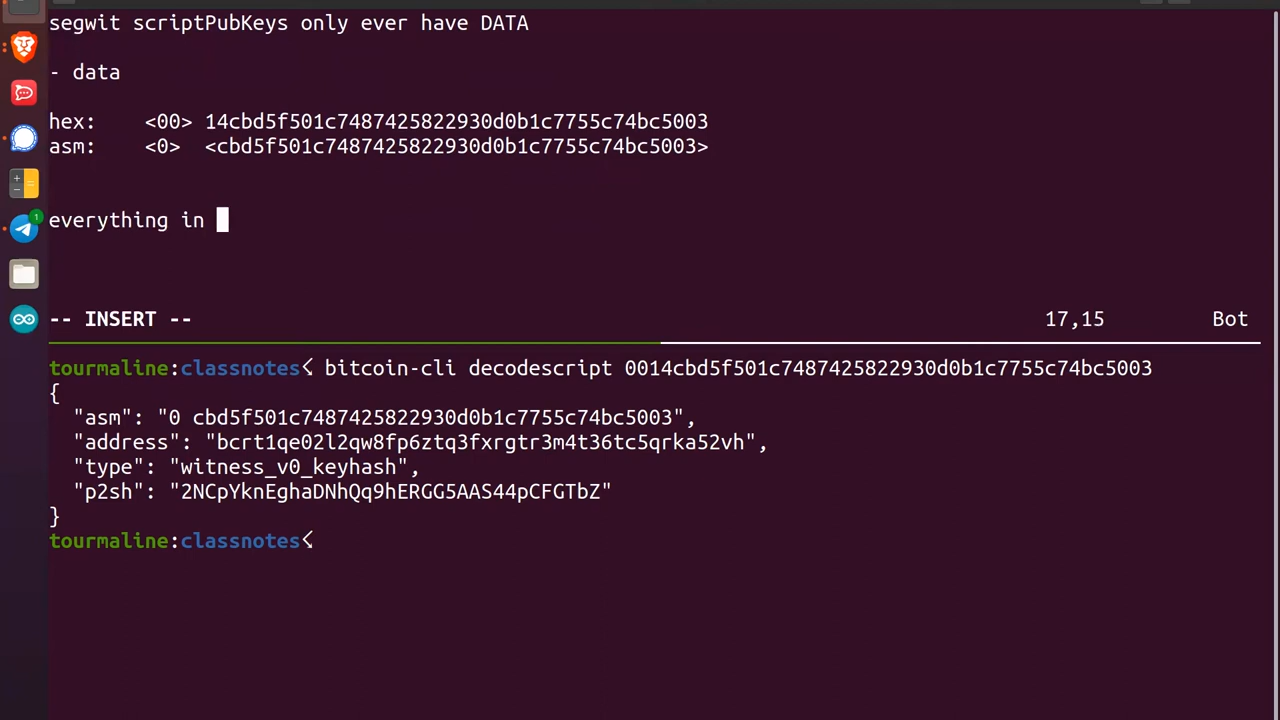 segwit scriptPubKeys only ever have DATA
- data
hex:    <00> 14cbd5f501c7487425822930d0b1c7755c74bc5003
asm:    <0>  <cbd5f501c7487425822930d0b1c7755c74bc5003>
everything in
-- INSERT -- 17,15 Bot
tourmaline:classnotes bitcoin-cli decodescript 0014cbd5f501c7487425822930d0b1c7755c74bc5003
{
  "asm": "0 cbd5f501c7487425822930d0b1c7755c74bc5003",
  "address": "bcrt1qe02l2qw8fp6ztq3fxrgtr3m4t36tc5qrka52vh",
  "type": "witness_v0_keyhash",
  "p2sh": "2NCpYknEghaDNhQq9hERGG5AAS44pCFGTbZ"
}
tourmaline:classnotes
1